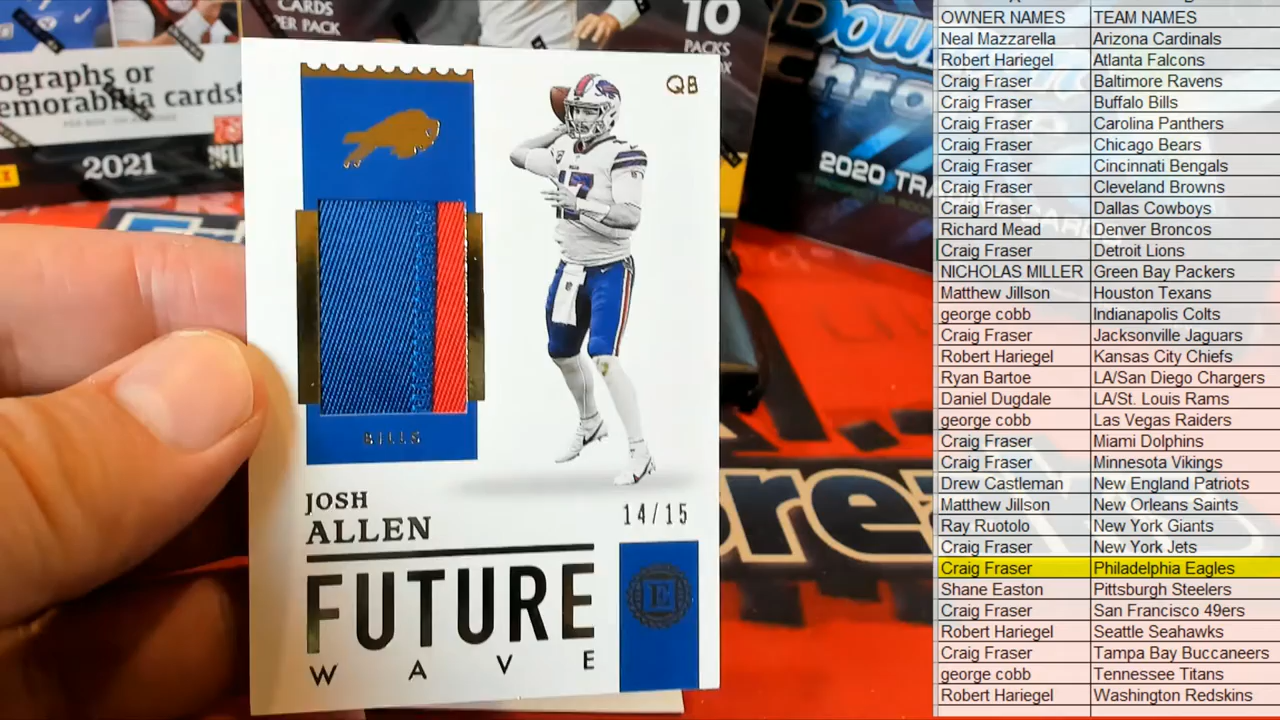 CARDS
PER PACK
10
PACKS
ographs or
emorabilia cards!
2021
2020 TRA
QB
17
BILLS
JOSH
ALLEN
14/15
FUTURE
WAVE
E
rea
OWNER NAMES TEAM NAMES
Neal Mazzarella Arizona Cardinals
Robert Hariegel Atlanta Falcons
Craig Fraser Baltimore Ravens
Craig Fraser Buffalo Bills
Craig Fraser Carolina Panthers
Craig Fraser Chicago Bears
Craig Fraser Cincinnati Bengals
Craig Fraser Cleveland Browns
Craig Fraser Dallas Cowboys
Richard Mead Denver Broncos
Craig Fraser Detroit Lions
NICHOLAS MILLER Green Bay Packers
Matthew Jillson Houston Texans
george cobb Indianapolis Colts
Craig Fraser Jacksonville Jaguars
Robert Hariegel Kansas City Chiefs
Ryan Bartoe LA/San Diego Chargers
Daniel Dugdale LA/St. Louis Rams
george cobb Las Vegas Raiders
Craig Fraser Miami Dolphins
Craig Fraser Minnesota Vikings
Drew Castleman New England Patriots
Matthew Jillson New Orleans Saints
Ray Ruotolo New York Giants
Craig Fraser New York Jets
Craig Fraser Philadelphia Eagles
Shane Easton Pittsburgh Steelers
Craig Fraser San Francisco 49ers
Robert Hariegel Seattle Seahawks
Craig Fraser Tampa Bay Buccaneers
george cobb Tennessee Titans
Robert Hariegel Washington Redskins